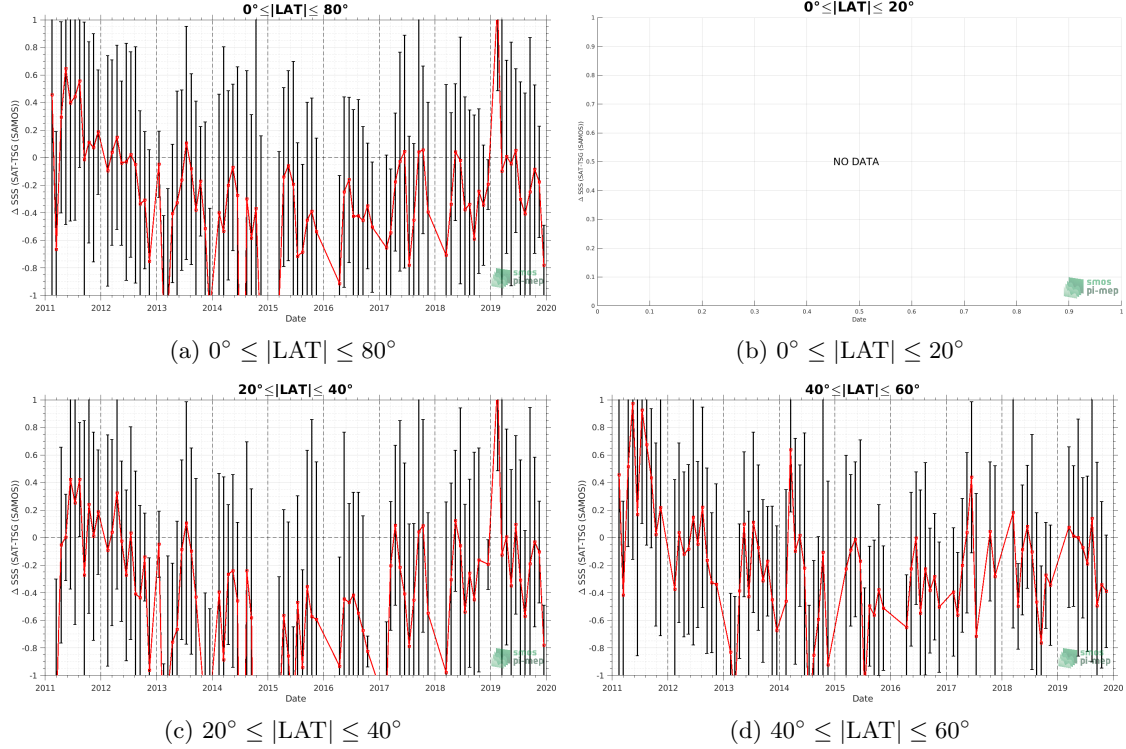 0°≤|LAT|≤ 80°
1
0.8
0.6
0.4
0.2
0
-0.2
-0.4
-0.6
-0.8
-1
Δ SSS (SAT-TSG (SAMOS))
2011 2012 2013 2014 2015 2016 2017 2018 2019 2020
Date
smos
pi-mep
(a) 0° ≤ |LAT| ≤ 80°
0°≤|LAT|≤ 20°
1
0.9
0.8
0.7
0.6
0.5
0.4
0.3
0.2
0.1
0
Δ SSS (SAT-TSG (SAMOS))
NO DATA
0 0.1 0.2 0.3 0.4 0.5 0.6 0.7 0.8 0.9 1
Date
smos
pi-mep
(b) 0° ≤ |LAT| ≤ 20°
20°≤|LAT|≤ 40°
1
0.8
0.6
0.4
0.2
0
-0.2
-0.4
-0.6
-0.8
-1
Δ SSS (SAT-TSG (SAMOS))
2011 2012 2013 2014 2015 2016 2017 2018 2019 2020
Date
smos
pi-mep
(c) 20° ≤ |LAT| ≤ 40°
40°≤|LAT|≤ 60°
1
0.8
0.6
0.4
0.2
0
-0.2
-0.4
-0.6
-0.8
-1
Δ SSS (SAT-TSG (SAMOS))
2011 2012 2013 2014 2015 2016 2017 2018 2019 2020
Date
smos
pi-mep
(d) 40° ≤ |LAT| ≤ 60°